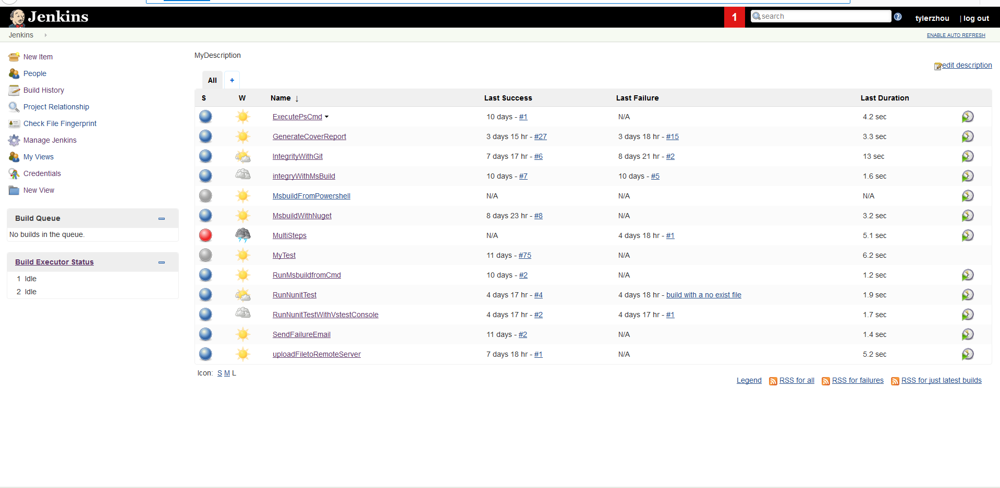 Jenkins
1
search
?
tylerzhou
| log out
Jenkins
ENABLE AUTO REFRESH
New Item
People
Build History
Project Relationship
Check File Fingerprint
Manage Jenkins
My Views
Credentials
New View
Build Queue
No builds in the queue.
Build Executor Status
1 Idle
2 Idle
MyDescription
edit description
All +
S W Name ↓ Last Success Last Failure Last Duration
ExecutePsCmd 10 days - #1 N/A 4.2 sec
GenerateCoverReport 3 days 15 hr - #27 3 days 18 hr - #15 3.3 sec
IntegrityWithGit 7 days 17 hr - #6 8 days 21 hr - #2 13 sec
integryWithMsBuild 10 days - #7 10 days - #5 1.6 sec
MsbuildFromPowershell N/A N/A N/A
MsbuildWithNuget 8 days 23 hr - #8 N/A 3.2 sec
MultiSteps N/A 4 days 18 hr - #1 5.1 sec
MyTest 11 days - #75 N/A 6.2 sec
RunMsbuildfromCmd 10 days - #2 N/A 1.2 sec
RunNunitTest 4 days 17 hr - #4 4 days 18 hr - build with a no exist file 1.9 sec
RunNunitTestWithVstestConsole 4 days 17 hr - #2 4 days 17 hr - #1 1.7 sec
SendFailureEmail 11 days - #2 N/A 1.4 sec
uploadFiletoRemoteServer 7 days 18 hr - #1 N/A 5.2 sec
Icon: S M L
Legend RSS for all RSS for failures RSS for just latest builds